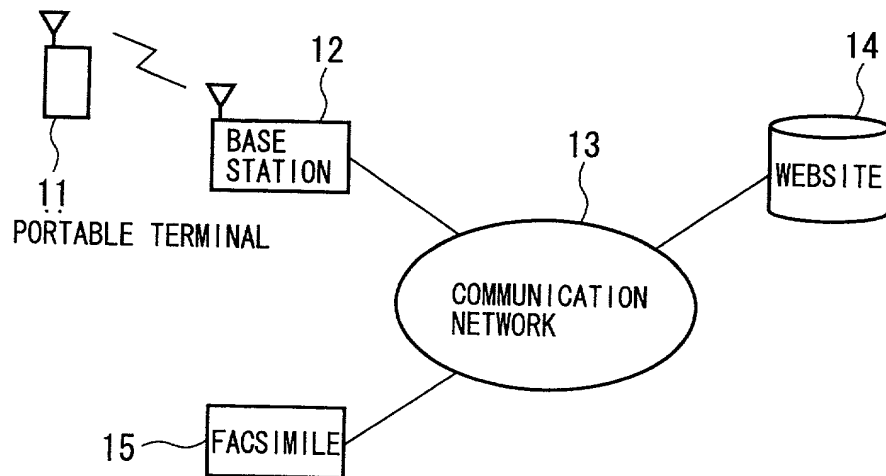 12
14
BASE
STATION
13
WEBSITE
11
PORTABLE TERMINAL
COMMUNICATION
NETWORK
15
FACSIMILE